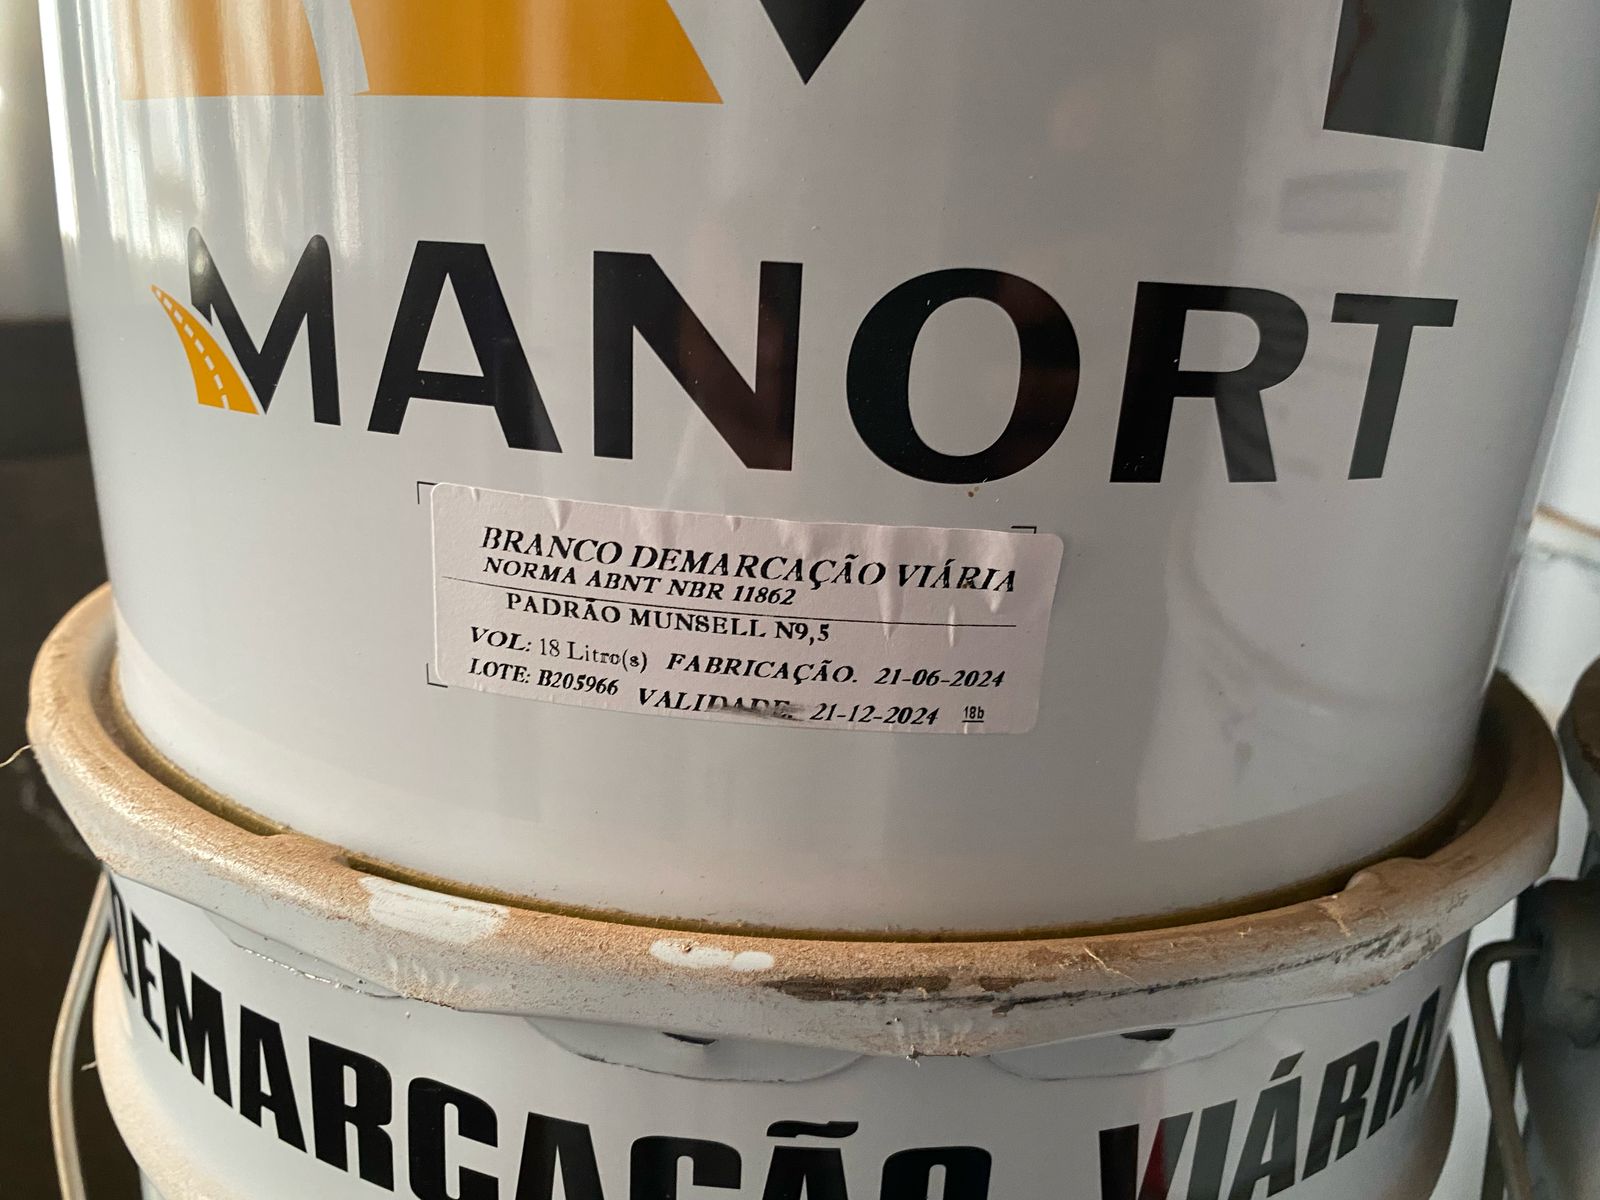 MANORT
BRANCO DEMARCAÇÃO VIÁRIA
NORMA ABNT NBR 11862
PADRÃO MUNSELL N9,5
VOL: 18 Litro(s) FABRICAÇÃO. 21-06-2024
LOTE: B205966 VALIDADE. 21-12-2024 18b
DEMARCAÇÃO VIÁRIA